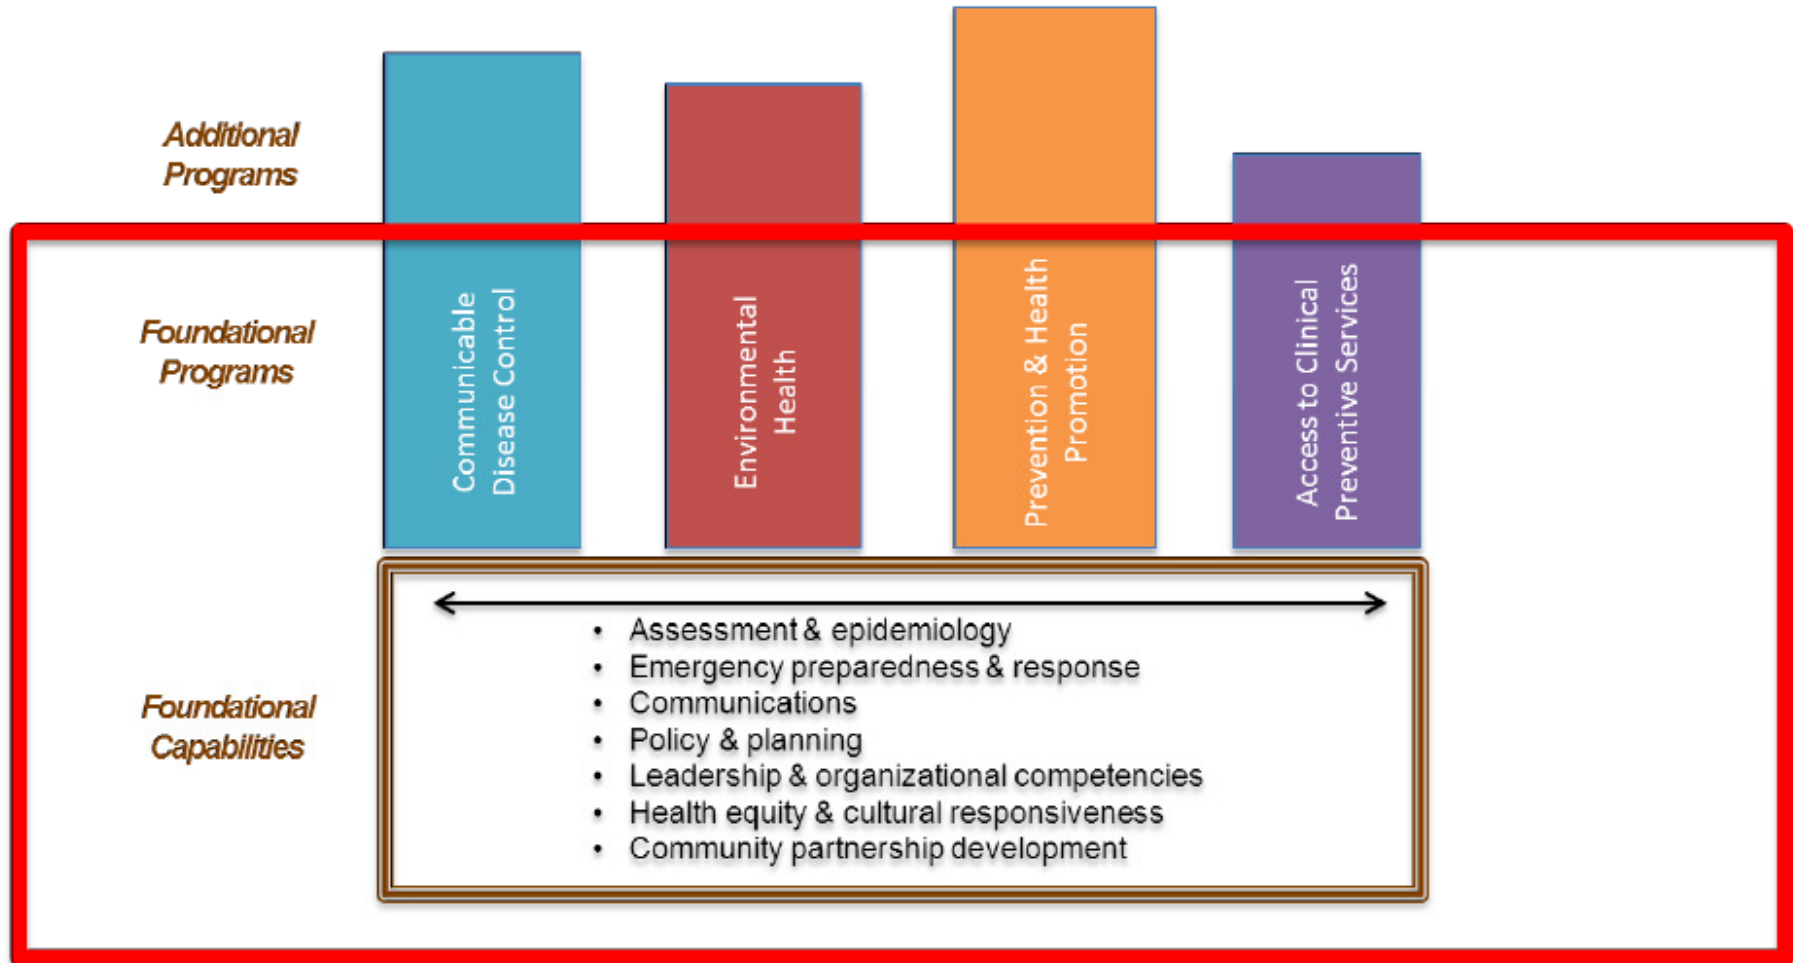 Additional
Programs
Foundational
Programs
Communicable
Disease Control
Environmental
Health
Prevention & Health
Promotion
Access to Clinical
Preventive Services
Foundational
Capabilities
• Assessment & epidemiology
• Emergency preparedness & response
• Communications
• Policy & planning
• Leadership & organizational competencies
• Health equity & cultural responsiveness
• Community partnership development